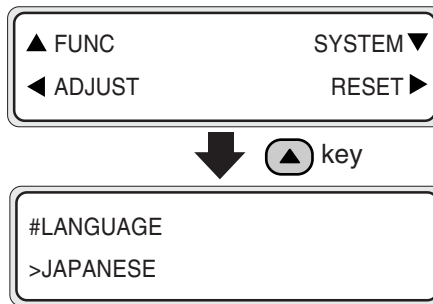 ▲ FUNC SYSTEM▼
◀ ADJUST RESET▶
▲ key
#LANGUAGE
>JAPANESE